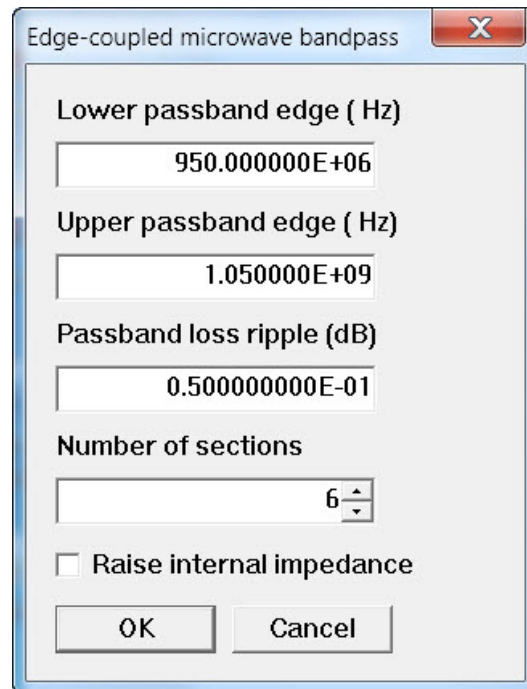 Edge-coupled microwave bandpass
Lower passband edge ( Hz)
950.000000E+06
Upper passband edge ( Hz)
1.050000E+09
Passband loss ripple (dB)
0.500000000E-01
Number of sections
6
Raise internal impedance
OK Cancel